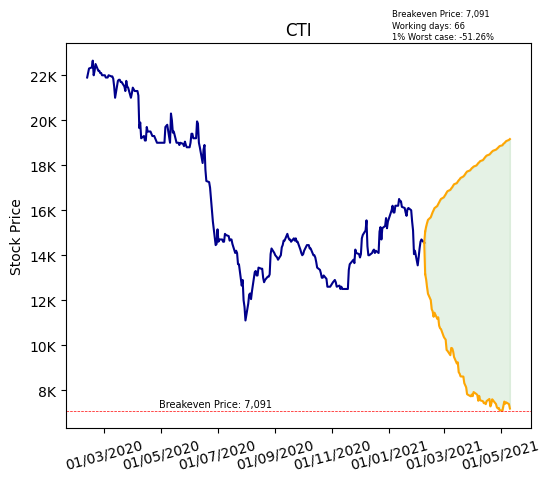 Breakeven Price: 7,091
Working days: 66
1% Worst case: -51.26%
CTI
Stock Price
22K
20K
18K
16K
14K
12K
10K
8K
Breakeven Price: 7,091
01/03/2020
01/05/2020
01/07/2020
01/09/2020
01/11/2020
01/01/2021
01/03/2021
01/05/2021